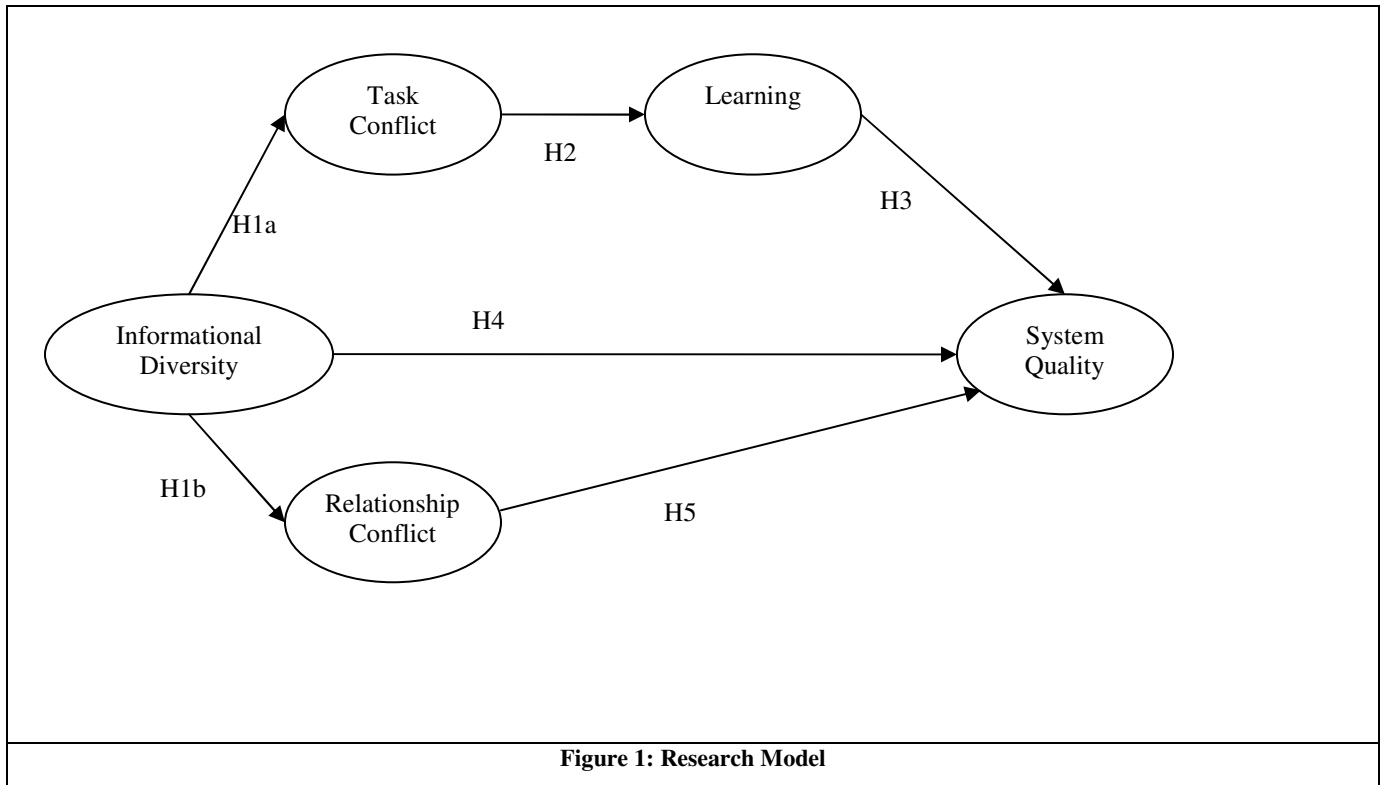 Task
Conflict
Learning
H2
H3
H1a
Informational
Diversity
H4
System
Quality
H1b
Relationship
Conflict
H5
Figure 1: Research Model